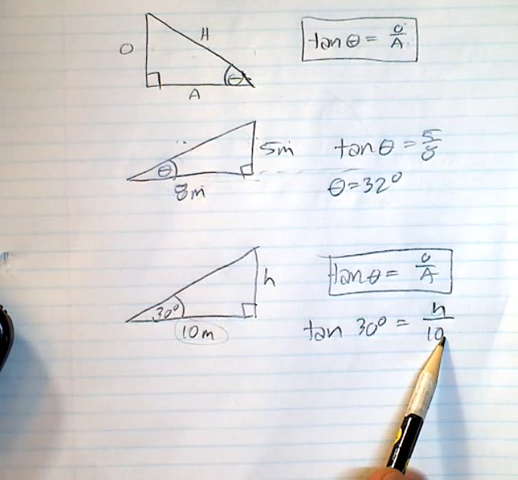 O H tan θ = O/A
θ
A
5m tan θ = 5/8
θ
8m θ = 32°
h tan θ = O/A
30°
10m tan 30° = h/10